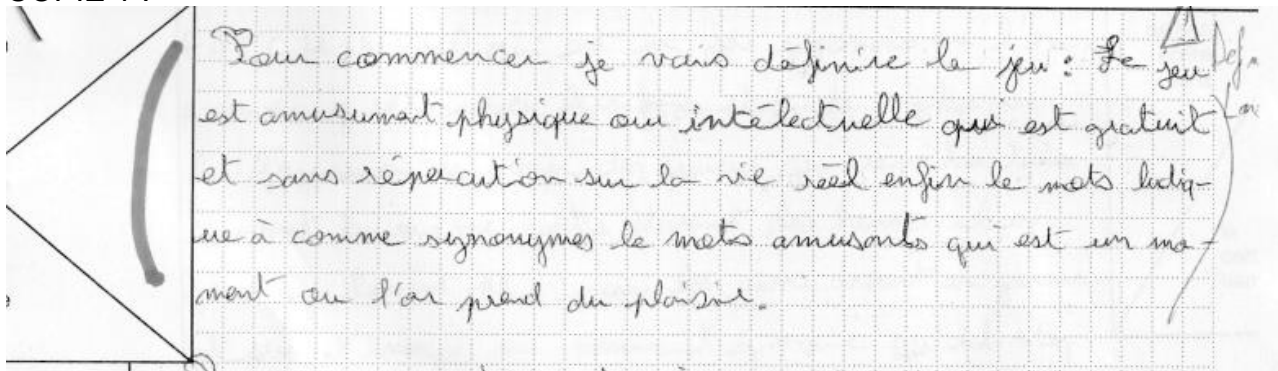 Pour commencer je vais définire le jeu : Le jeu
est amusument physique ou intélectuelle qui est gratuit
et sans répercution sur la vie réel enfin le mots ludiq-
ue à comme synonymes le mots amusants qui est un mo-
ment ou l'on prend du plaisir.